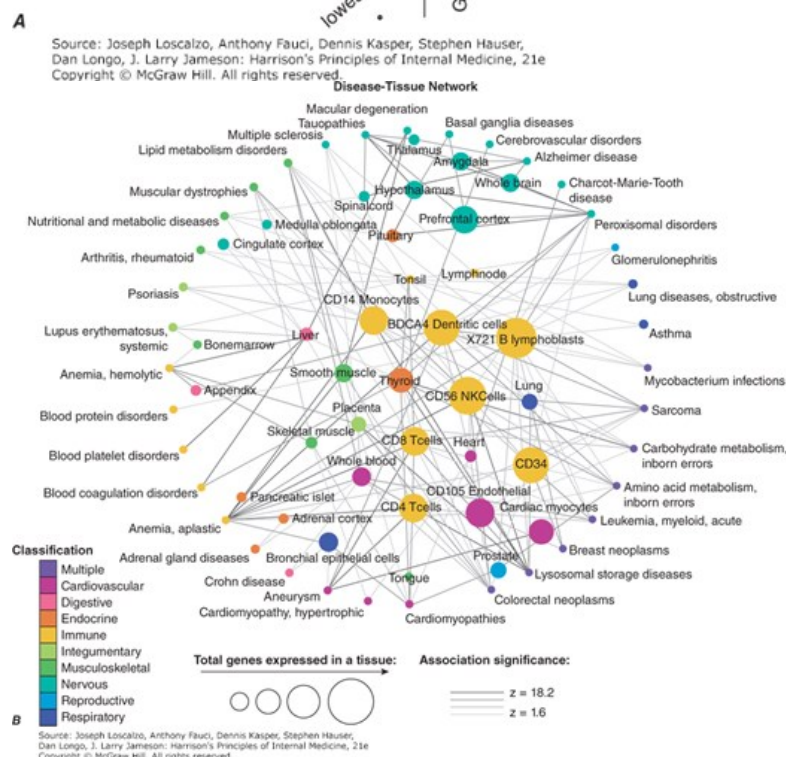 A
Source: Joseph Loscalzo, Anthony Fauci, Dennis Kasper, Stephen Hauser,
Dan Longo, J. Larry Jameson: Harrison's Principles of Internal Medicine, 21e
Copyright © McGraw Hill. All rights reserved.
Disease-Tissue Network
Macular degeneration
Tauopathies
Basal ganglia diseases
Multiple sclerosis
Thalamus
Cerebrovascular disorders
Lipid metabolism disorders
Amygdala
Alzheimer disease
Muscular dystrophies
Hypothalamus
Whole brain
Charcot-Marie-Tooth
disease
Spinalcord
Nutritional and metabolic diseases
Medulla oblongata
Prefrontal cortex
Peroxisomal disorders
Pituitary
Cingulate cortex
Arthritis, rheumatoid
Glomerulonephritis
Tonsil
Lymphnode
Psoriasis
CD14 Monocytes
Lung diseases, obstructive
BDCA4 Dentritic cells
Lupus erythematosus,
systemic
Liver
X721 B lymphoblasts
Asthma
Bonemarrow
Anemia, hemolytic
Smooth muscle
Thyroid
Mycobacterium infections
Appendix
CD56 NKCells
Lung
Blood protein disorders
Placenta
Sarcoma
Skeletal muscle
CD8 Tcells
Heart
Blood platelet disorders
Whole blood
CD34
Carbohydrate metabolism,
inborn errors
Blood coagulation disorders
Pancreatic islet
CD105 Endothelial
Amino acid metabolism,
inborn errors
Anemia, aplastic
Adrenal cortex
CD4 Tcells
Cardiac myocytes
Leukemia, myeloid, acute
Adrenal gland diseases
Bronchial epithelial cells
Prostate
Breast neoplasms
Crohn disease
Tongue
Lysosomal storage diseases
Aneurysm
Colorectal neoplasms
Cardiomyopathy, hypertrophic
Cardiomyopathies
Classification
Multiple
Cardiovascular
Digestive
Endocrine
Immune
Integumentary
Musculoskeletal
Nervous
Reproductive
Respiratory
Total genes expressed in a tissue:
Association significance:
z = 18.2
z = 1.6
B
Source: Joseph Loscalzo, Anthony Fauci, Dennis Kasper, Stephen Hauser,
Dan Longo, J. Larry Jameson: Harrison's Principles of Internal Medicine, 21e
Copyright © McGraw Hill. All rights reserved.